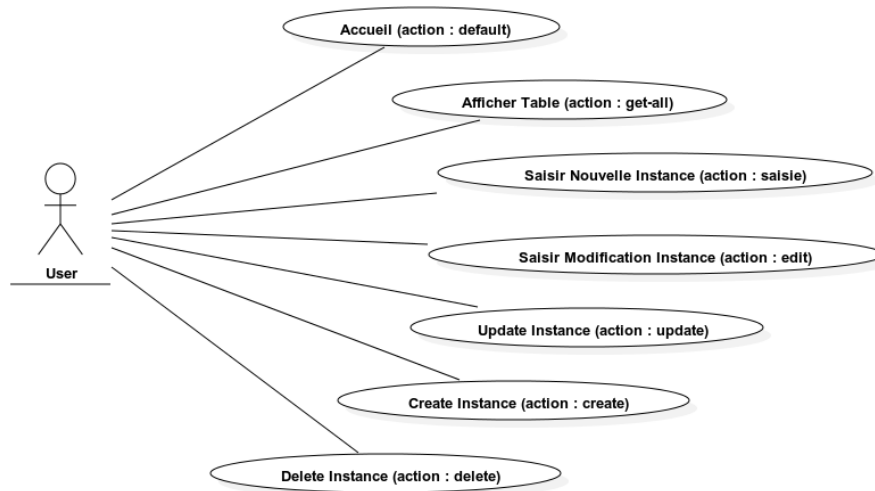 Accueil (action : default)
Afficher Table (action : get-all)
Saisir Nouvelle Instance (action : saisie)
Saisir Modification Instance (action : edit)
User
Update Instance (action : update)
Create Instance (action : create)
Delete Instance (action : delete)